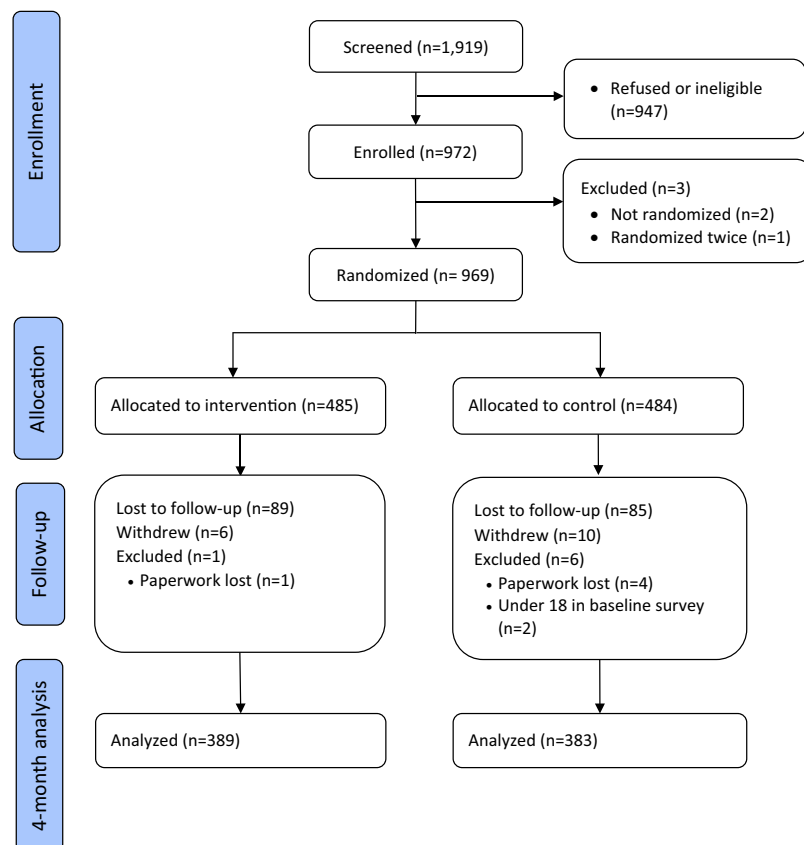 Enrollment
Screened (n=1,919)
• Refused or ineligible
(n=947)
Enrolled (n=972)
Excluded (n=3)
• Not randomized (n=2)
• Randomized twice (n=1)
Randomized (n= 969)
Allocation
Allocated to intervention (n=485)
Allocated to control (n=484)
Follow-up
Lost to follow-up (n=89)
Withdrew (n=6)
Excluded (n=1)
• Paperwork lost (n=1)
Lost to follow-up (n=85)
Withdrew (n=10)
Excluded (n=6)
• Paperwork lost (n=4)
• Under 18 in baseline survey
(n=2)
4-month analysis
Analyzed (n=389)
Analyzed (n=383)